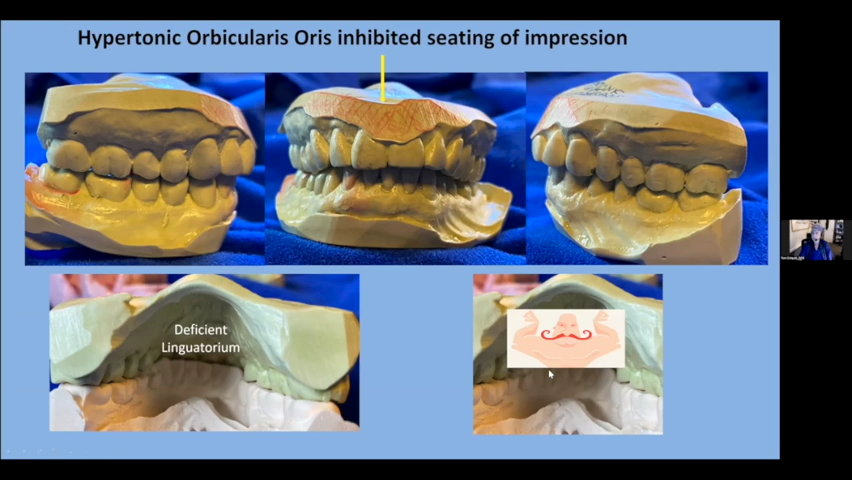 Hypertonic Orbicularis Oris inhibited seating of impression
Deficient
Linguatorium